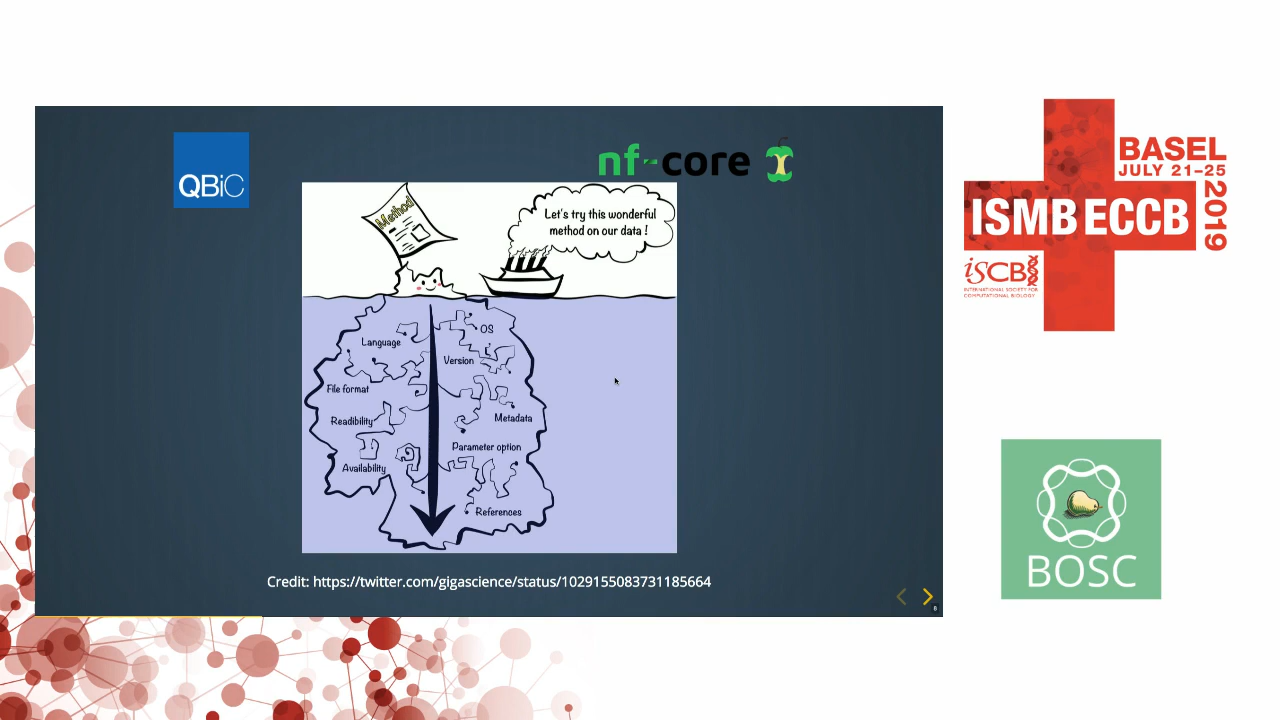 QBiC
nf-core
Method
Let's try this wonderful
method on our data !
Language
OS
Version
File format
Readibility
Metadata
Parameter option
Availability
References
Credit: https://twitter.com/gigascience/status/1029155083731185664
8
BASEL
JULY 21–25
2019
ISMB ECCB
iSCB
INTERNATIONAL SOCIETY FOR
COMPUTATIONAL BIOLOGY
BOSC